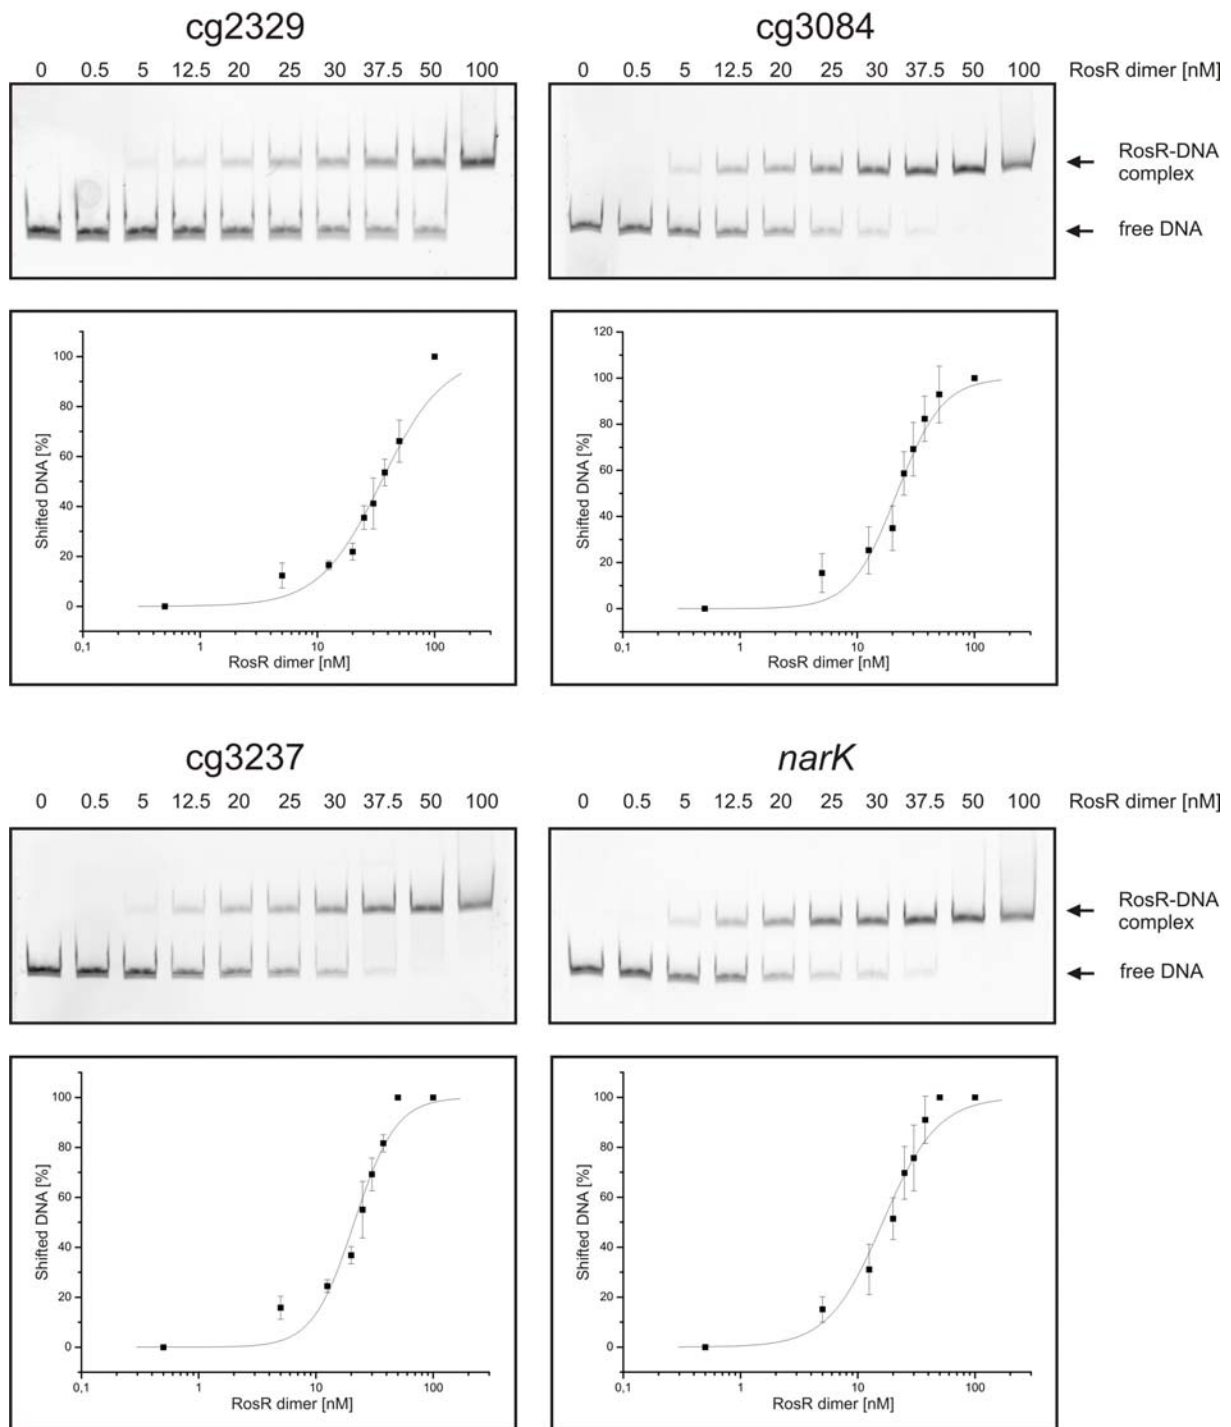 cg2329
cg3084
0 0.5 5 12.5 20 25 30 37.5 50 100
0 0.5 5 12.5 20 25 30 37.5 50 100 RosR dimer [nM]
RosR-DNA
complex
free DNA
100
80
60
40
20
0
Shifted DNA [%]
0,1 1 10 100
RosR dimer [nM]
120
100
80
60
40
20
0
Shifted DNA [%]
0,1 1 10 100
RosR dimer [nM]
cg3237
narK
0 0.5 5 12.5 20 25 30 37.5 50 100
0 0.5 5 12.5 20 25 30 37.5 50 100 RosR dimer [nM]
RosR-DNA
complex
free DNA
100
80
60
40
20
0
Shifted DNA [%]
0,1 1 10 100
RosR dimer [nM]
100
80
60
40
20
0
Shifted DNA [%]
0,1 1 10 100
RosR dimer [nM]